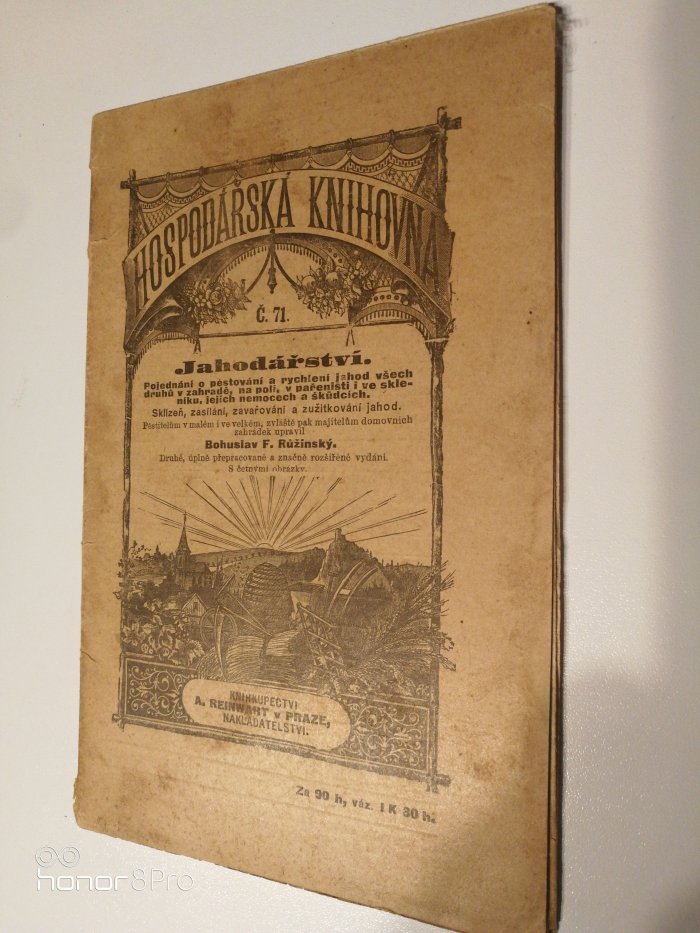 HOSPODÁŘSKÁ KNIHOVNA
Č. 71.
Jahodářství.
Pojednání o pěstování a rychlení jahod všech
druhů v zahradě, na poli, v pařeništi i ve skle-
níku, jejich nemocech a škůdcích.
Sklizeň, zasílání, zavařování a zužitkování jahod.
Pěstitelům v malém i ve velkém, zvláště pak majitelům domovních
zahrádek upravil
Bohuslav F. Růžinský.
Druhé, úplně přepracované a značně rozšířené vydání.
S četnými obrázky.
KNIHKUPECTVÍ
A. REINWART v PRAZE,
NAKLADATELSTVÍ.
Za 90 h, váz. 1 K 30 h.
honor8Pro